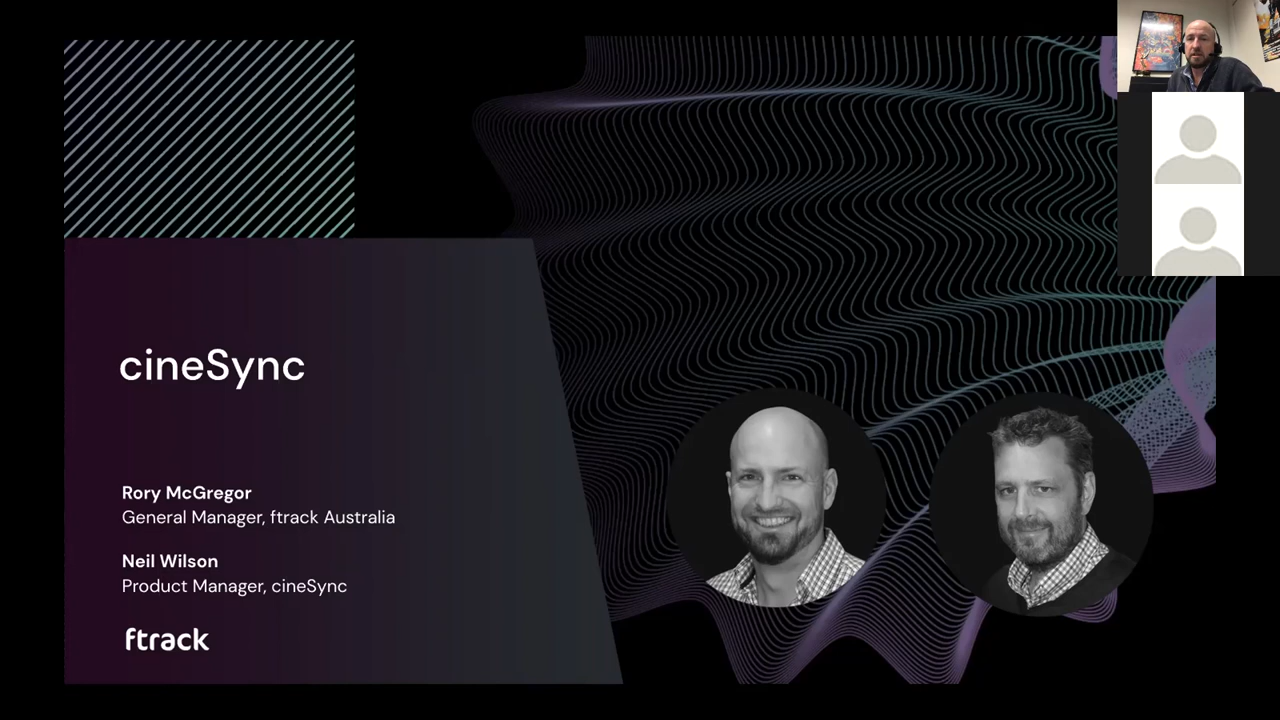 cineSync
Rory McGregor
General Manager, ftrack Australia
Neil Wilson
Product Manager, cineSync
ftrack